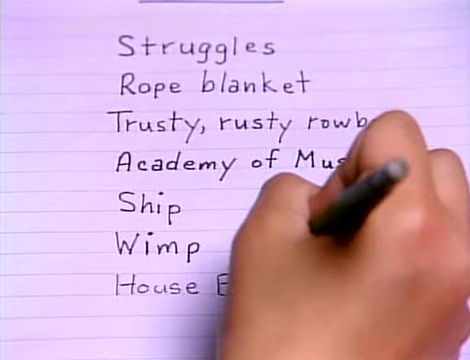 Struggles
Rope blanket
Trusty, rusty
Academy of
Ship
Wimp
House